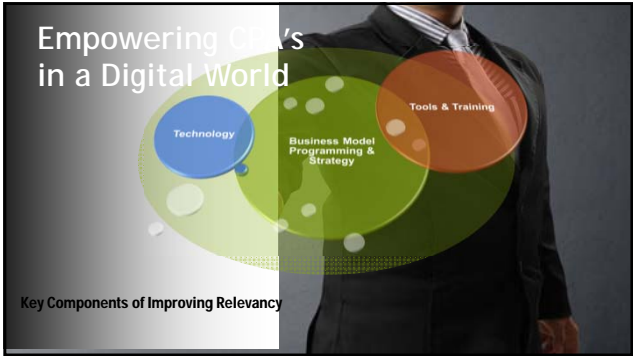 Empowering CPA's
in a Digital World
Technology
Business Model
Programming &
Strategy
Tools & Training
Key Components of Improving Relevancy